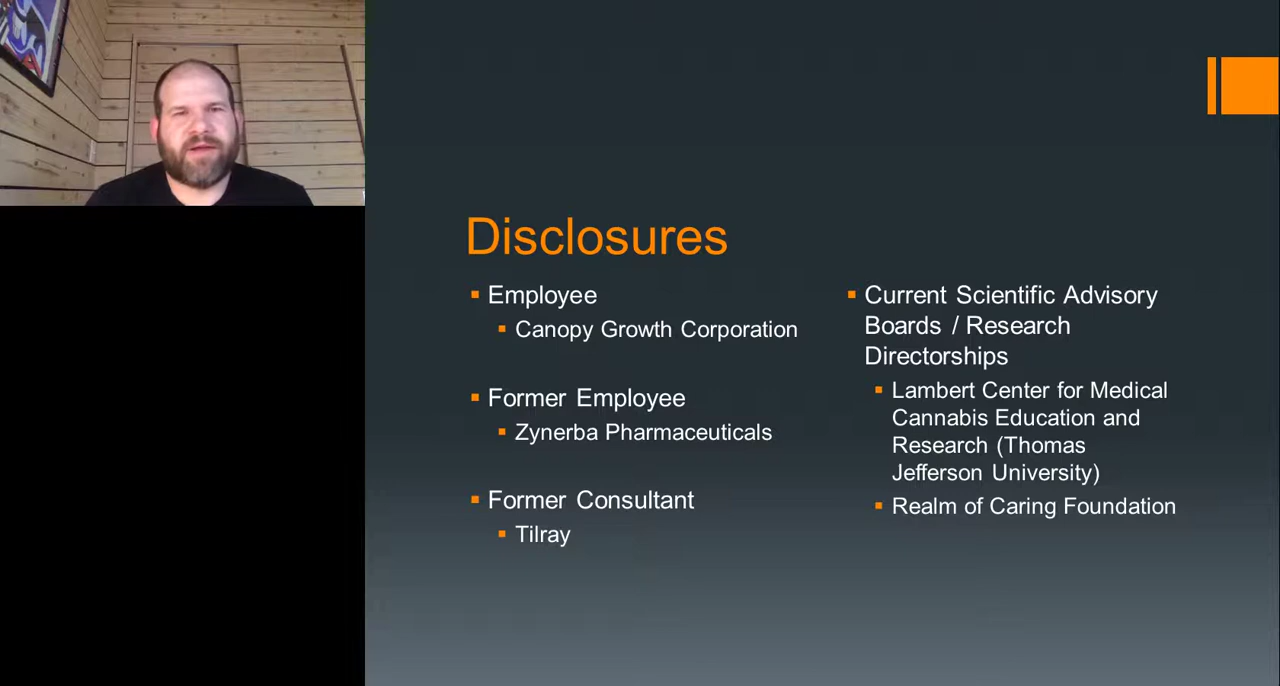 Disclosures
Employee
Canopy Growth Corporation
Former Employee
Zynerba Pharmaceuticals
Former Consultant
Tilray
Current Scientific Advisory
Boards / Research
Directorships
Lambert Center for Medical
Cannabis Education and
Research (Thomas
Jefferson University)
Realm of Caring Foundation